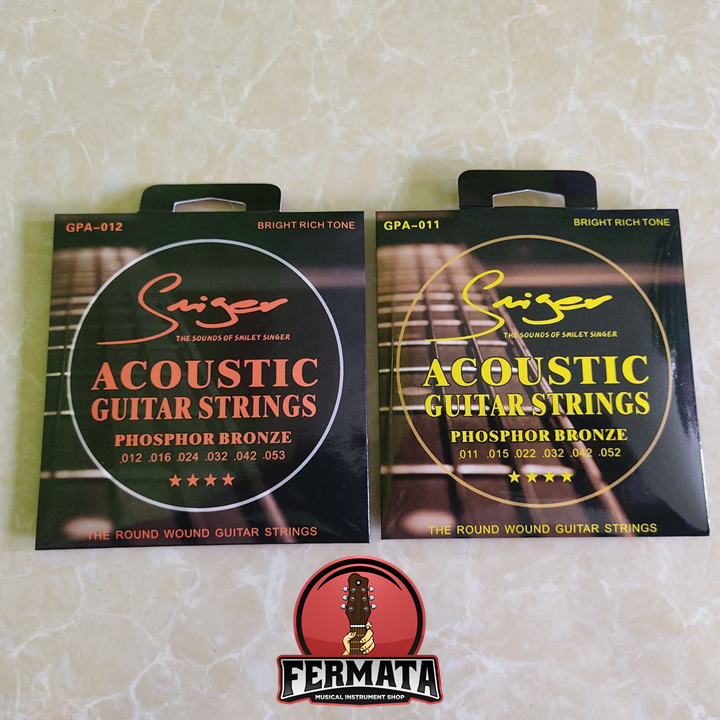 GPA-012
BRIGHT RICH TONE
Smiger
THE SOUNDS OF SMILEY SINGER
ACOUSTIC
GUITAR STRINGS
PHOSPHOR BRONZE
.012 .016 .024 .032 .042 .053
★★★★
THE ROUND WOUND GUITAR STRINGS
GPA-011
BRIGHT RICH TONE
Smiger
THE SOUNDS OF SMILEY SINGER
ACOUSTIC
GUITAR STRINGS
PHOSPHOR BRONZE
.011 .015 .022 .032 .042 .052
★★★★
THE ROUND WOUND GUITAR STRINGS
FERMATA
MUSICAL INSTRUMENT SHOP